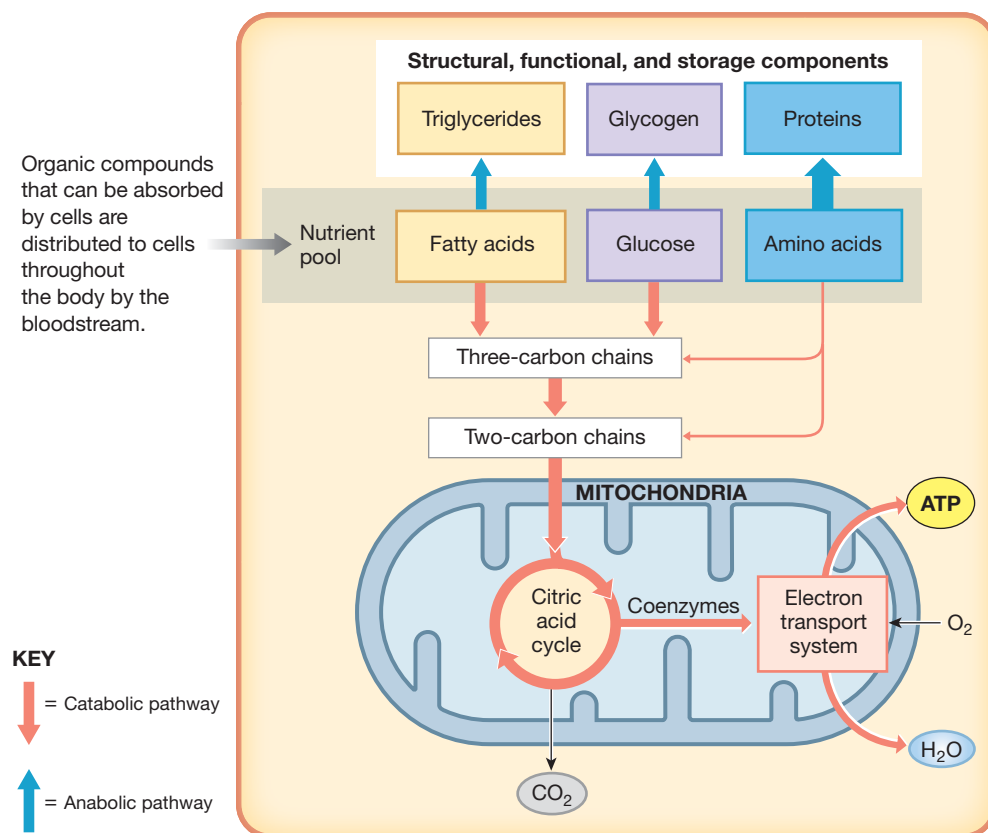 Structural, functional, and storage components
Triglycerides
Glycogen
Proteins
Organic compounds
that can be absorbed
by cells are
distributed to cells
throughout
the body by the
bloodstream.
Nutrient
pool
Fatty acids
Glucose
Amino acids
Three-carbon chains
Two-carbon chains
MITOCHONDRIA
ATP
Citric
acid
cycle
Coenzymes
Electron
transport
system
O₂
H₂O
CO₂
KEY
= Catabolic pathway
= Anabolic pathway